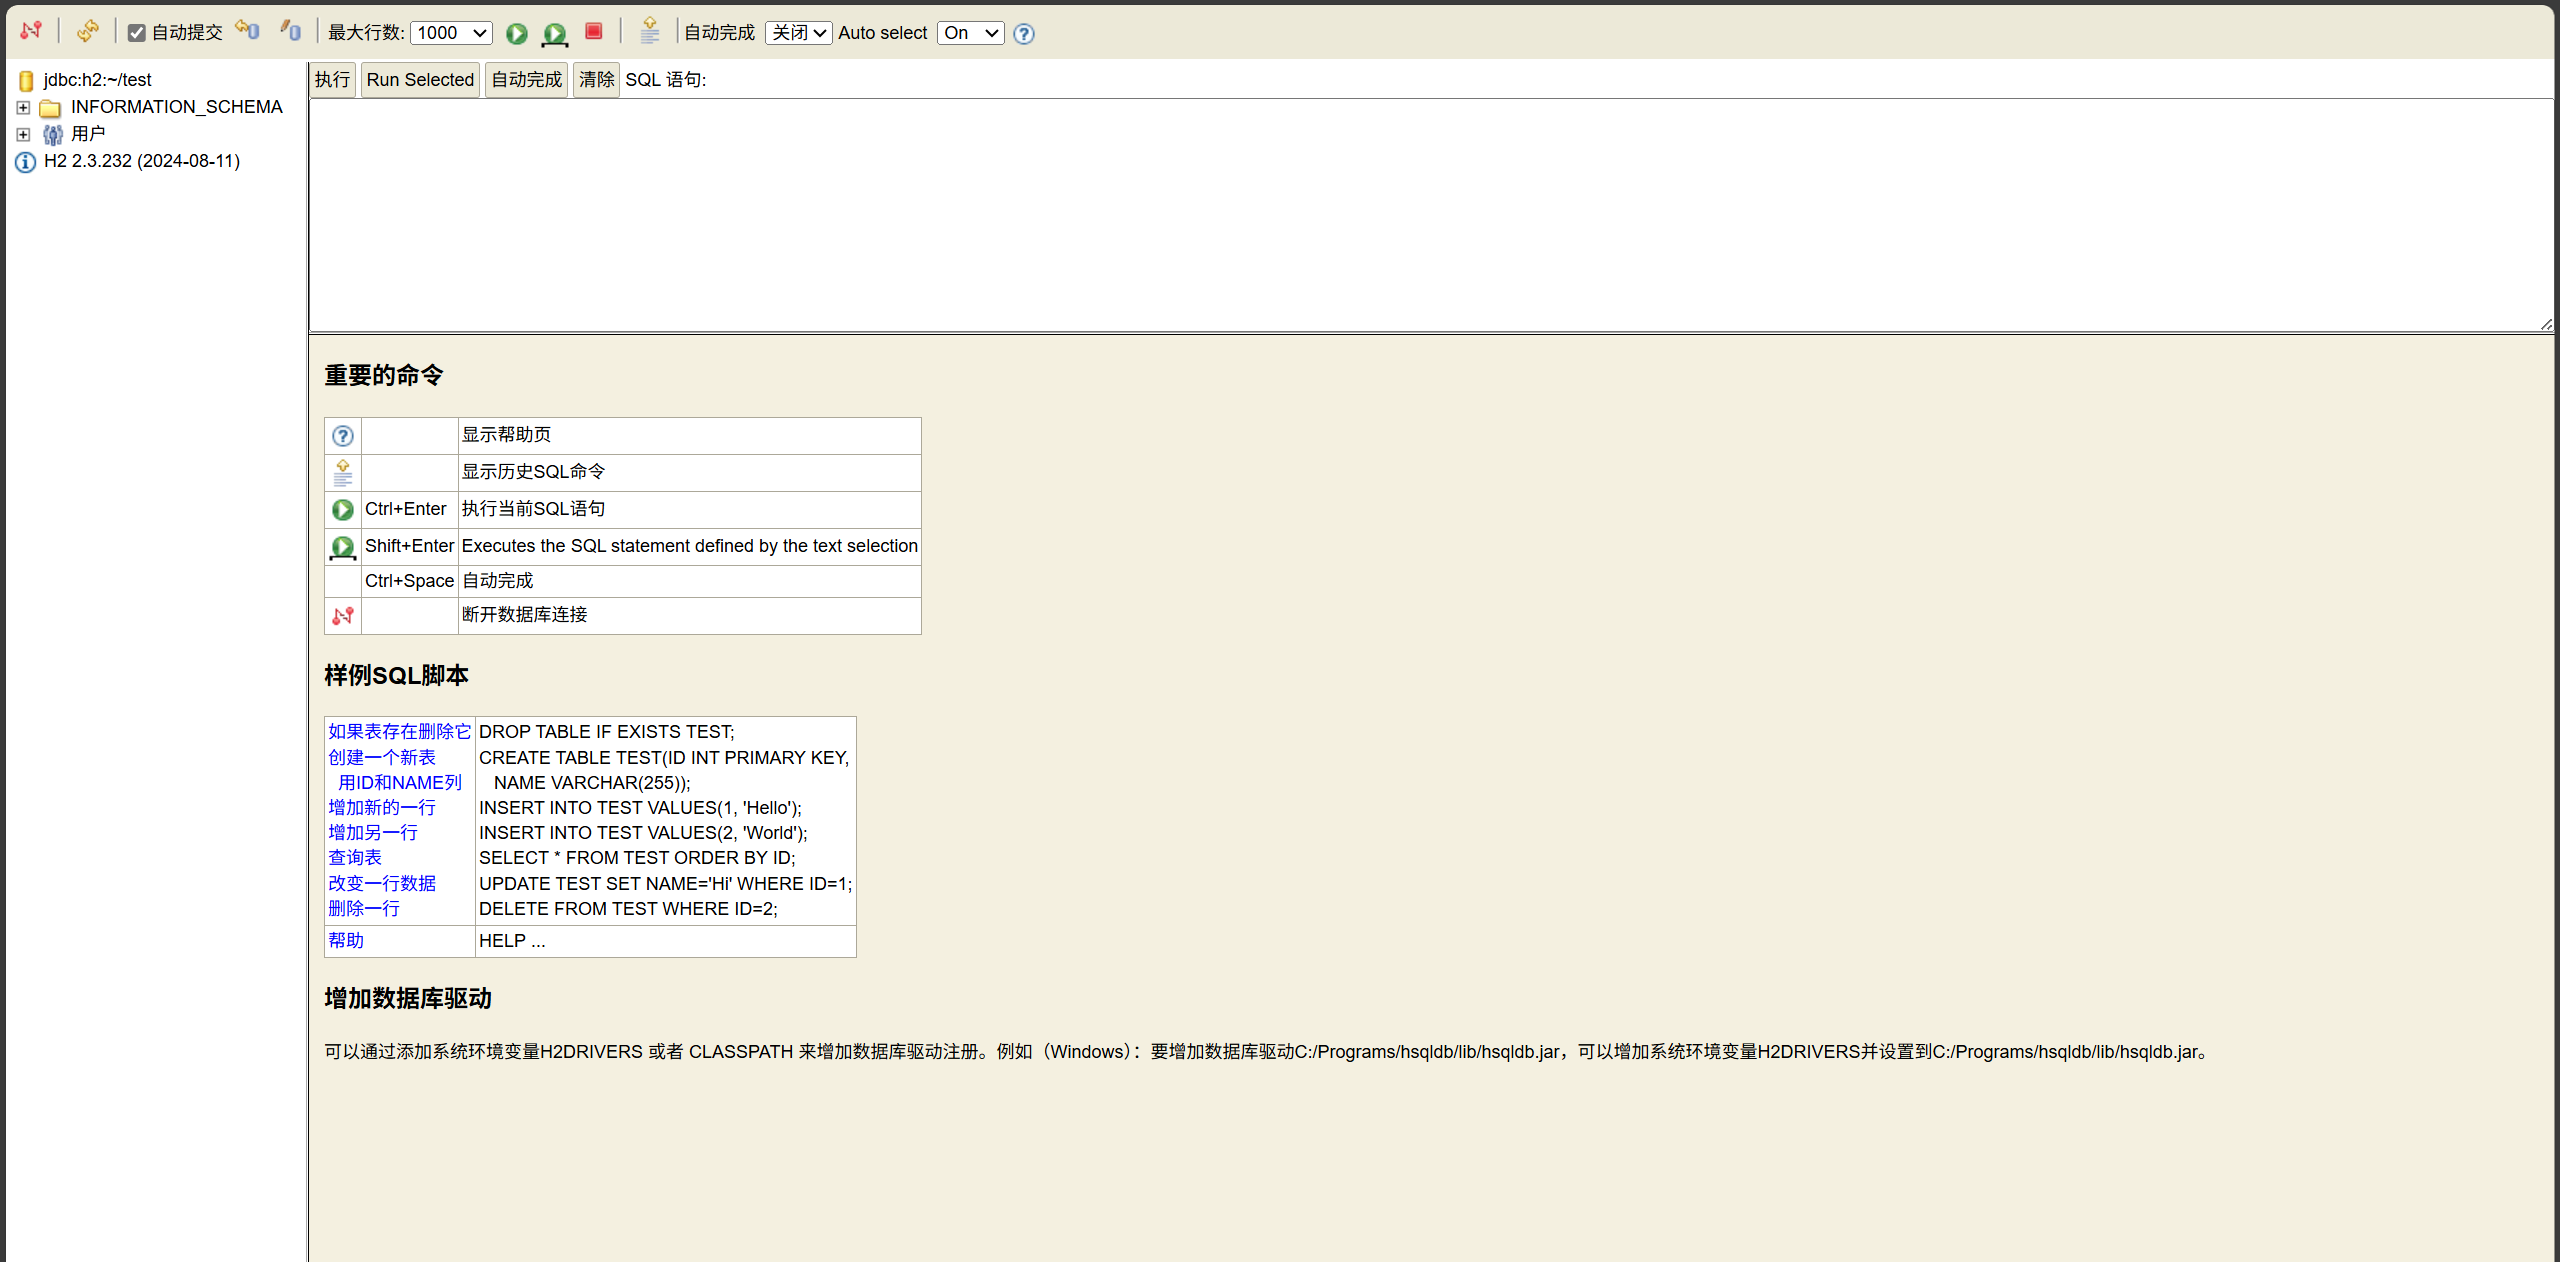 自动提交 最大行数: 1000 自动完成 关闭 Auto select On
jdbc:h2:~/test
INFORMATION_SCHEMA
用户
H2 2.3.232 (2024-08-11)
执行 Run Selected 自动完成 清除 SQL 语句:
重要的命令
显示帮助页
显示历史SQL命令
Ctrl+Enter 执行当前SQL语句
Shift+Enter Executes the SQL statement defined by the text selection
Ctrl+Space 自动完成
断开数据库连接
样例SQL脚本
如果表存在删除它 DROP TABLE IF EXISTS TEST;
创建一个新表 CREATE TABLE TEST(ID INT PRIMARY KEY,
用ID和NAME列 NAME VARCHAR(255));
增加新的一行 INSERT INTO TEST VALUES(1, 'Hello');
增加另一行 INSERT INTO TEST VALUES(2, 'World');
查询表 SELECT * FROM TEST ORDER BY ID;
改变一行数据 UPDATE TEST SET NAME='Hi' WHERE ID=1;
删除一行 DELETE FROM TEST WHERE ID=2;
帮助 HELP ...
增加数据库驱动
可以通过添加系统环境变量H2DRIVERS 或者 CLASSPATH 来增加数据库驱动注册。例如（Windows）：要增加数据库驱动C:/Programs/hsqldb/lib/hsqldb.jar，可以增加系统环境变量H2DRIVERS并设置到C:/Programs/hsqldb/lib/hsqldb.jar。